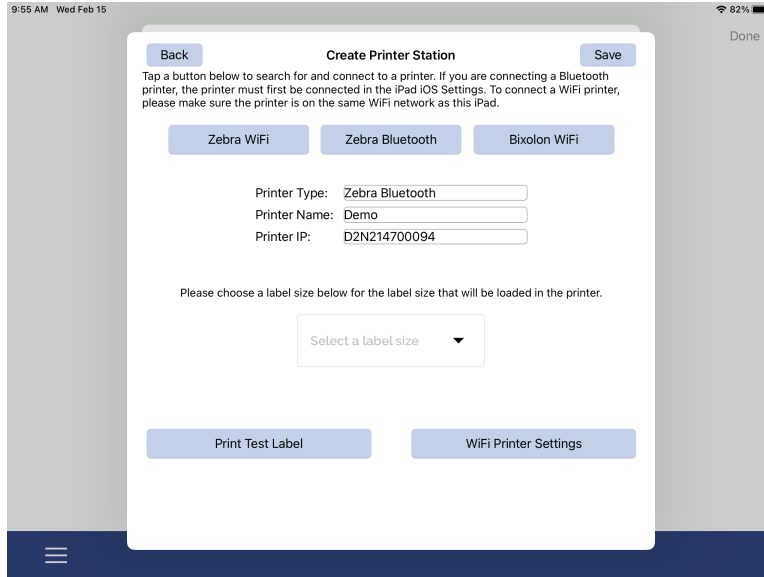 9:55 AM Wed Feb 15
82%
Done
Back
Create Printer Station
Save
Tap a button below to search for and connect to a printer. If you are connecting a Bluetooth
printer, the printer must first be connected in the iPad iOS Settings. To connect a WiFi printer,
please make sure the printer is on the same WiFi network as this iPad.
Zebra WiFi
Zebra Bluetooth
Bixolon WiFi
Printer Type: Zebra Bluetooth
Printer Name: Demo
Printer IP: D2N214700094
Please choose a label size below for the label size that will be loaded in the printer.
Select a label size
Print Test Label
WiFi Printer Settings